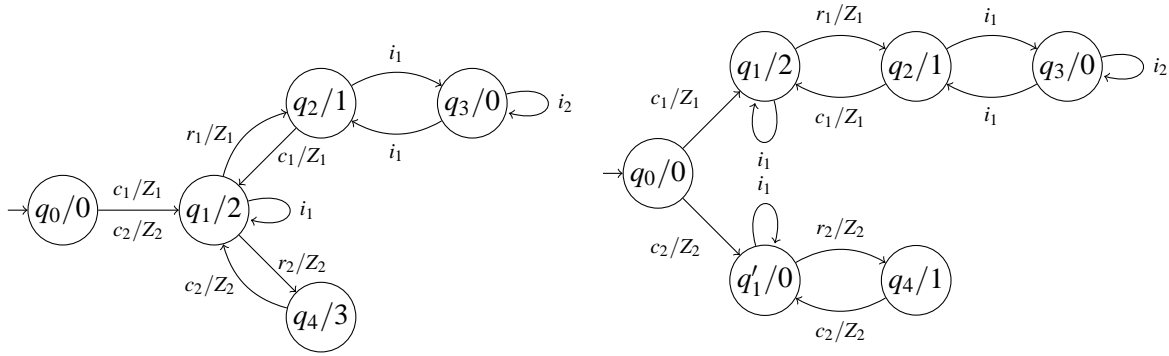 i₁
q₂/1
q₃/0
i₂
r₁/Z₁
i₁
c₁/Z₁
c₁/Z₁
q₀/0
q₁/2
i₁
c₂/Z₂
r₂/Z₂
c₂/Z₂
q₄/3
r₁/Z₁
i₁
q₁/2
q₂/1
q₃/0
i₂
c₁/Z₁
c₁/Z₁
i₁
i₁
q₀/0
i₁
r₂/Z₂
c₂/Z₂
q′₁/0
q₄/1
c₂/Z₂